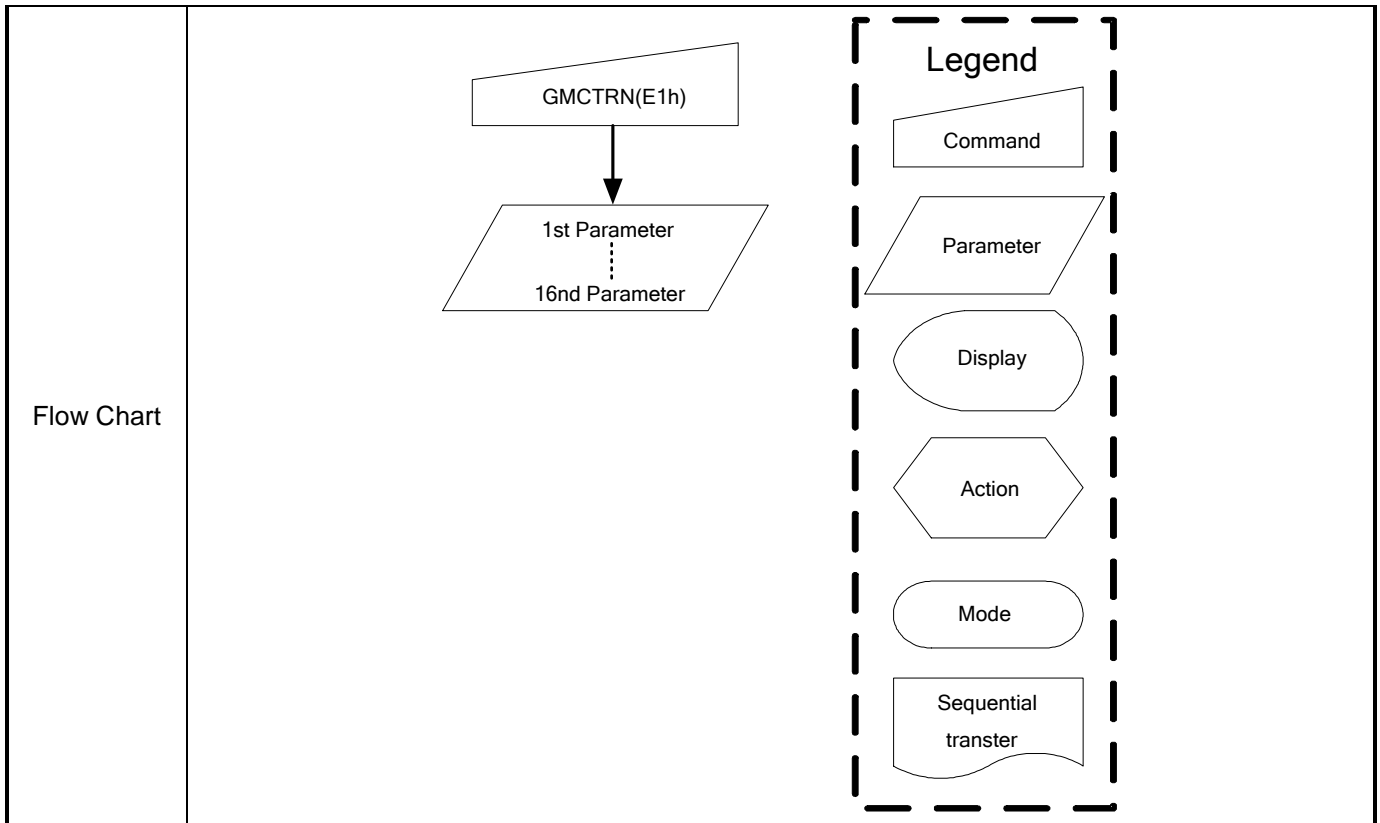 Flow Chart
GMCTRN(E1h)
1st Parameter
16nd Parameter
Legend
Command
Parameter
Display
Action
Mode
Sequential
transter